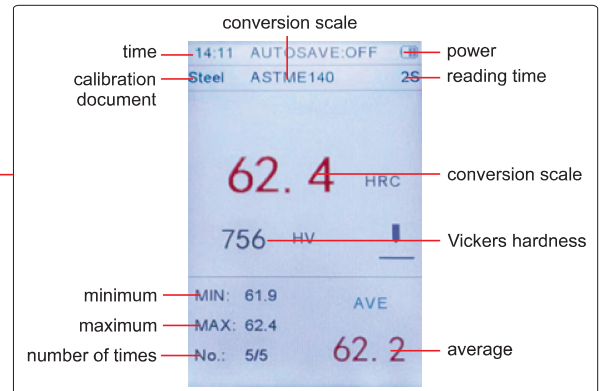 conversion scale
time 14:11 AUTOSAVE:OFF power
calibration document Steel ASTME140 2S reading time
62.4 HRC conversion scale
756 HV Vickers hardness
minimum MIN: 61.9 AVE
maximum MAX: 62.4
number of times No.: 5/5 62.2 average